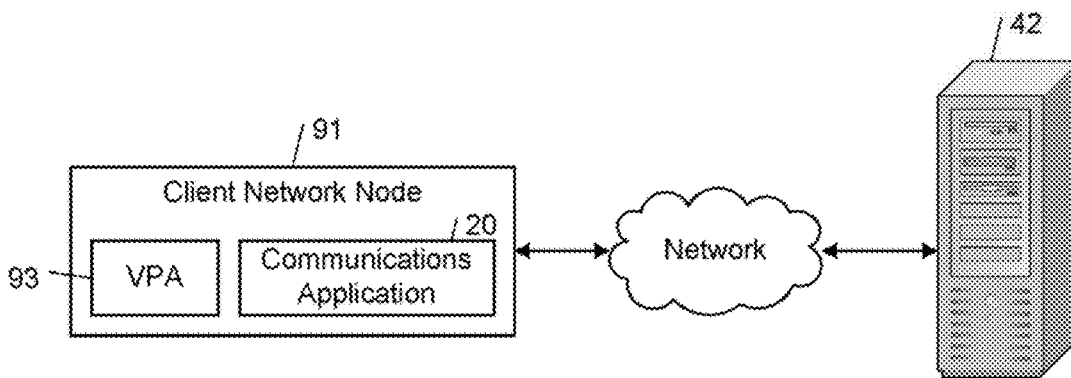 42
91
Client Network Node
20
93
VPA
Communications
Application
Network